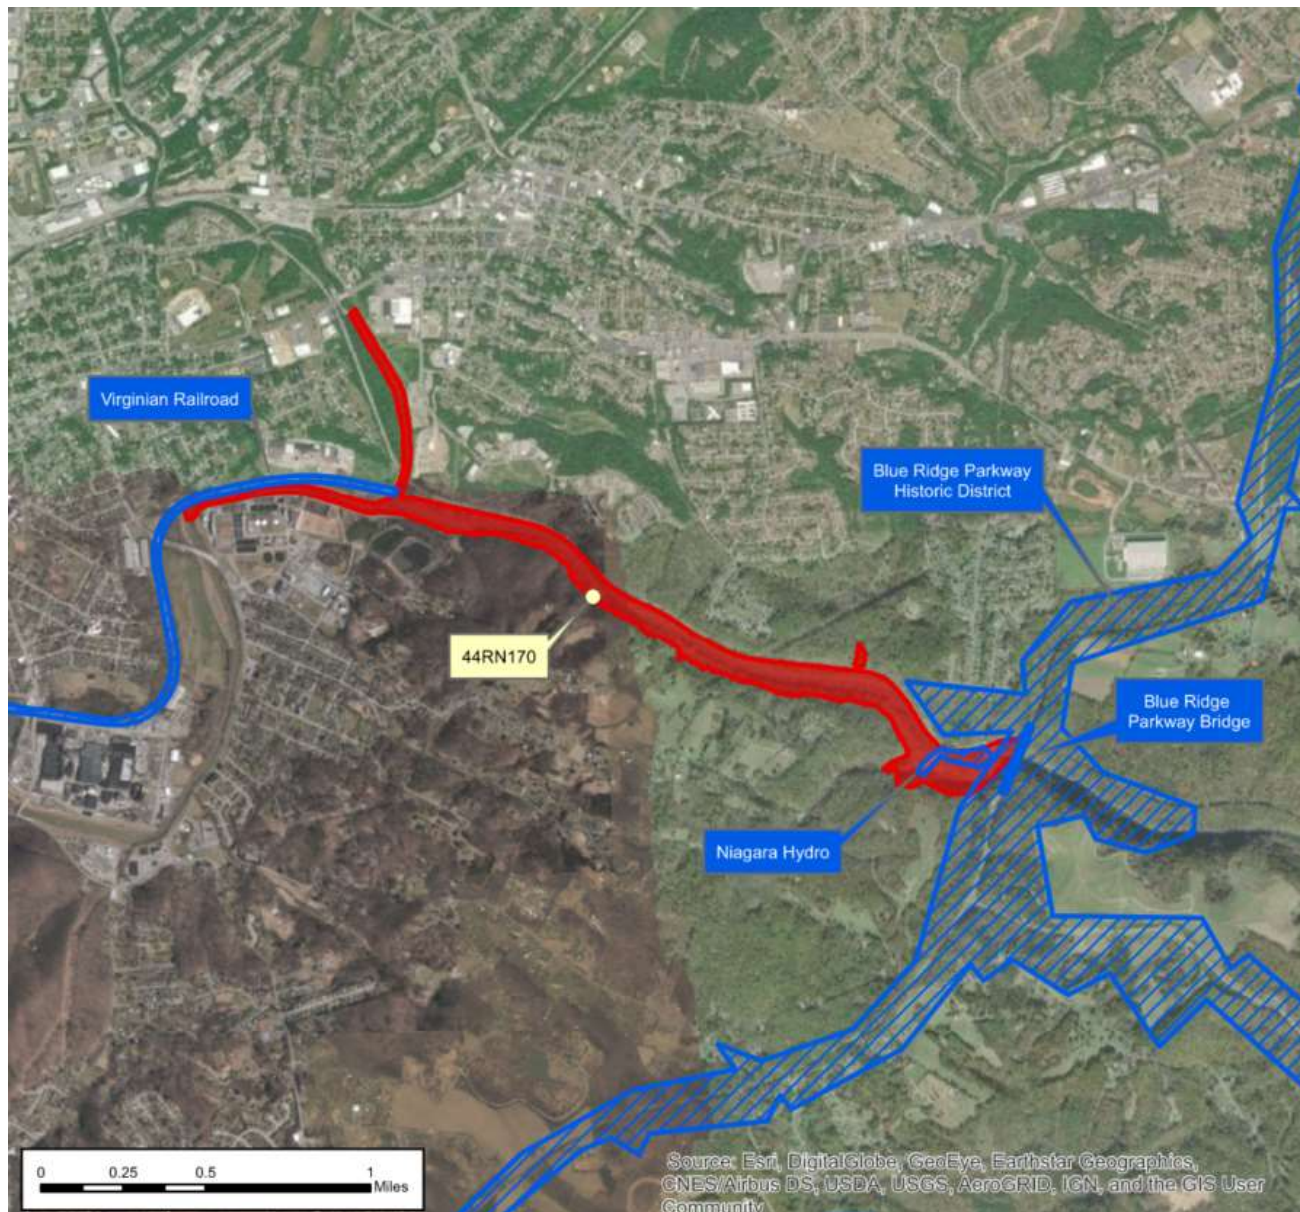 Virginian Railroad
Blue Ridge Parkway
Historic District
44RN170
Blue Ridge
Parkway Bridge
Niagara Hydro
0 0.25 0.5 1
Miles
Source: Esri, DigitalGlobe, GeoEye, Earthstar Geographics,
CNES/Airbus DS, USDA, USGS, AeroGRID, IGN, and the GIS User
Community